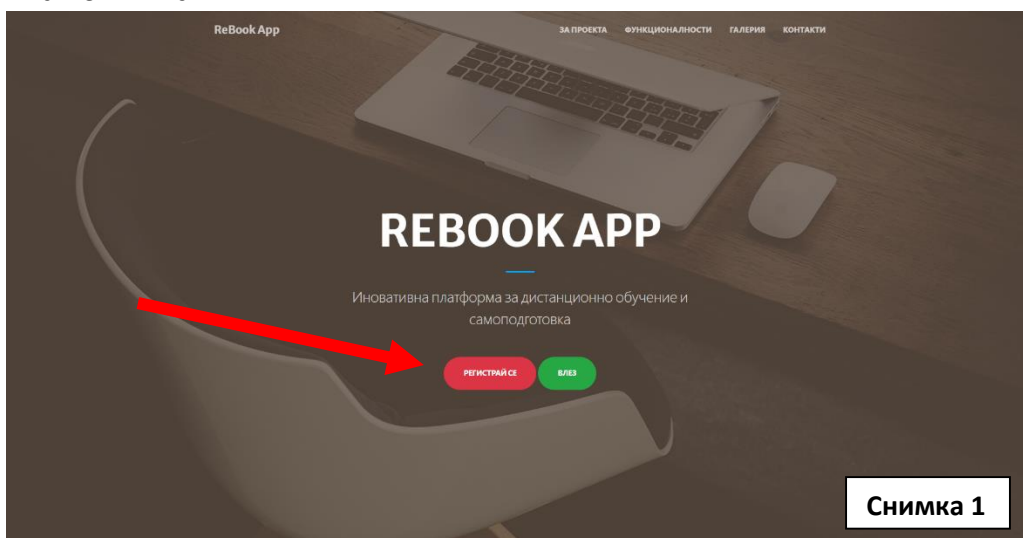 ReBook App
ЗА ПРОЕКТА ФУНКЦИОНАЛНОСТИ ГАЛЕРИЯ КОНТАКТИ
REBOOK APP
Иновативна платформа за дистанционно обучение и
самоподготовка
РЕГИСТРАЙ СЕ ВЛЕЗ
Снимка 1